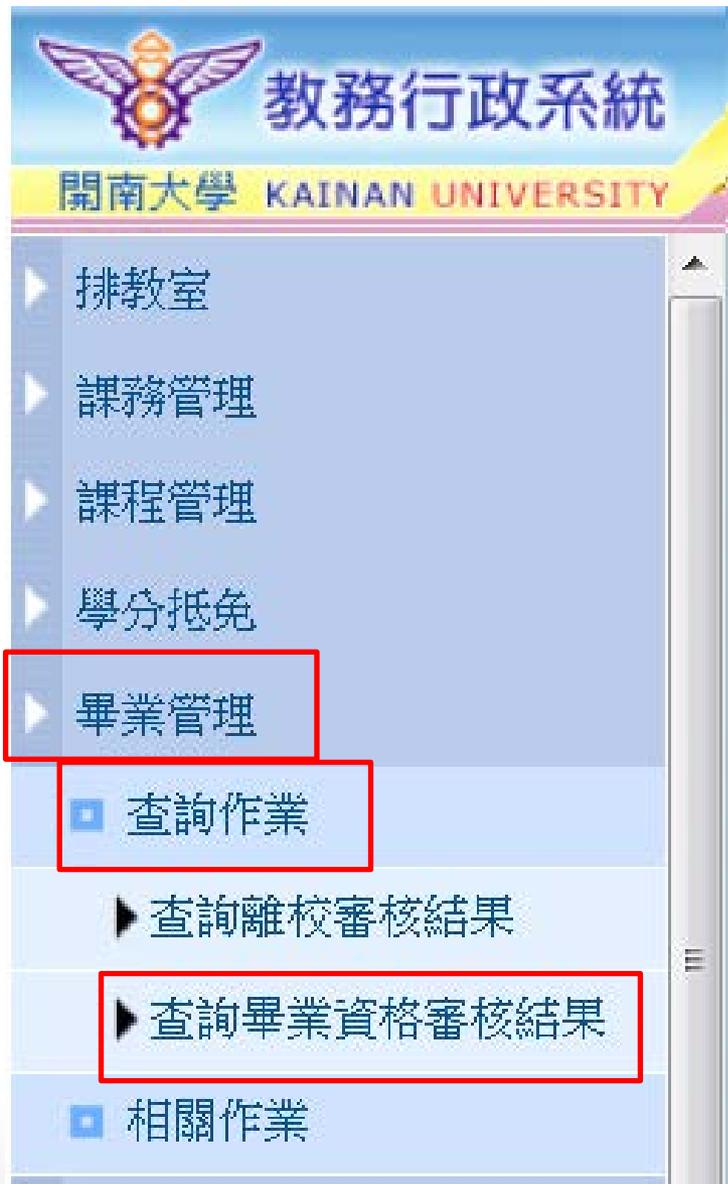 教務行政系統
開南大學 KAINAN UNIVERSITY
排教室
課務管理
課程管理
學分抵免
畢業管理
查詢作業
查詢離校審核結果
查詢畢業資格審核結果
相關作業